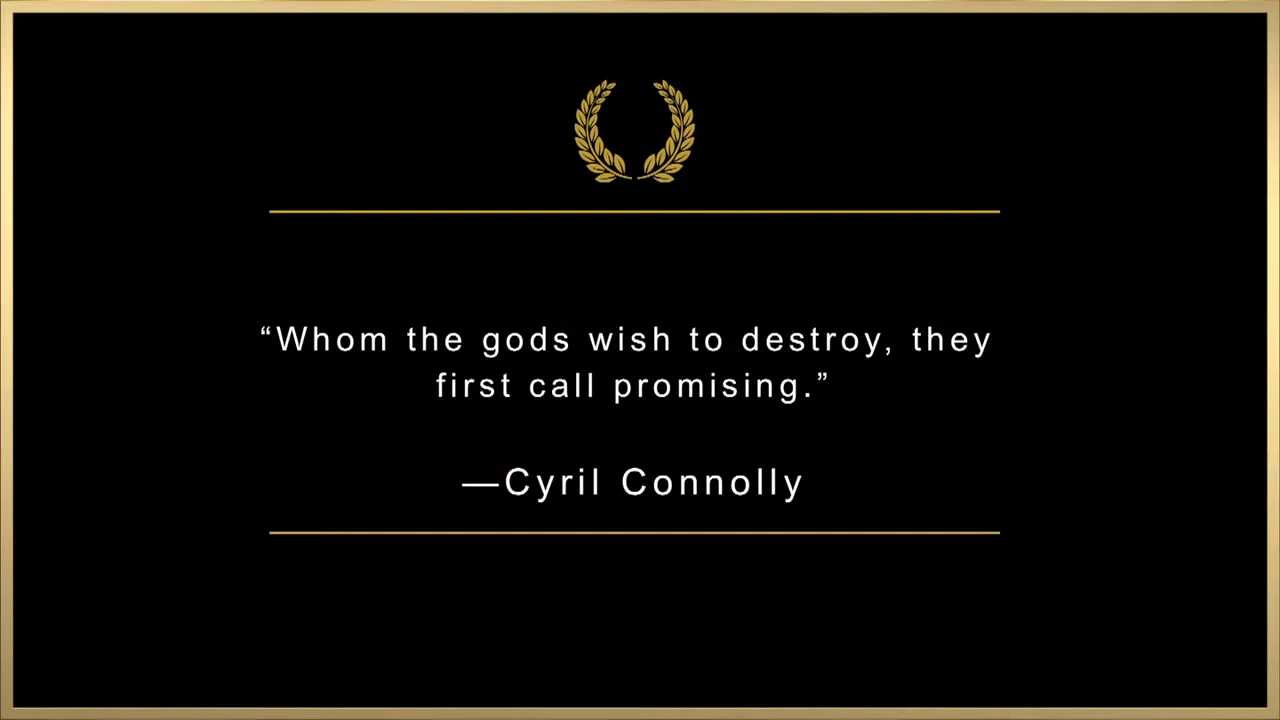 “Whom the gods wish to destroy, they
first call promising.”
—Cyril Connolly